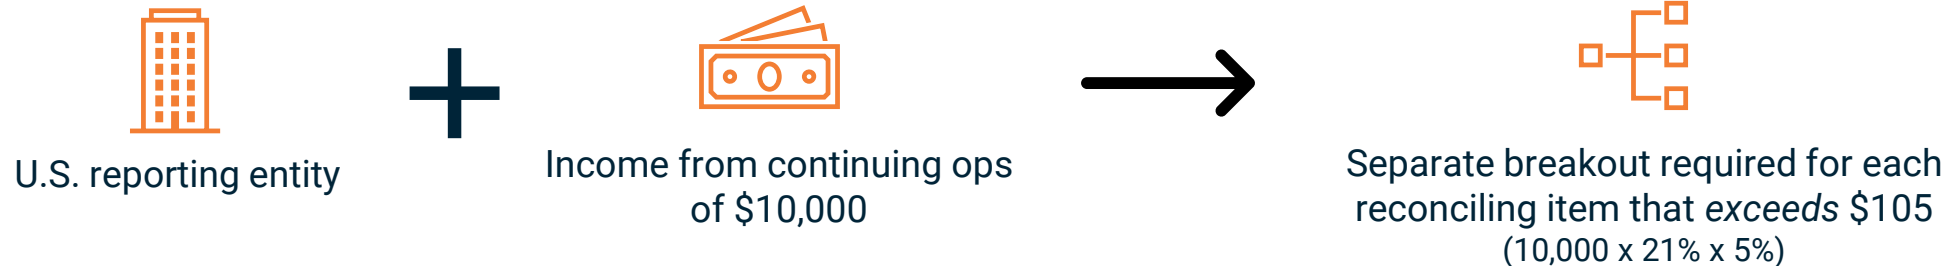 U.S. reporting entity
Income from continuing ops
of $10,000
Separate breakout required for each
reconciling item that exceeds $105
(10,000 x 21% x 5%)